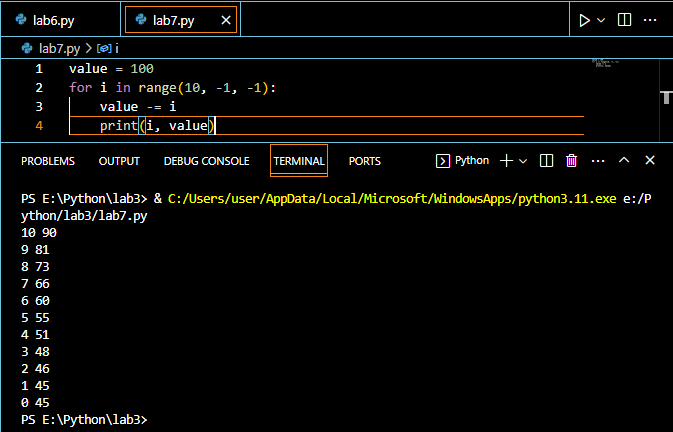 lab6.py lab7.py
lab7.py > i
1 value = 100
2 for i in range(10, -1, -1):
3 value -= i
4 print(i, value)
PROBLEMS OUTPUT DEBUG CONSOLE TERMINAL PORTS Python
PS E:\Python\lab3> & C:/Users/user/AppData/Local/Microsoft/WindowsApps/python3.11.exe e:/P
ython/lab3/lab7.py
10 90
9 81
8 73
7 66
6 60
5 55
4 51
3 48
2 46
1 45
0 45
PS E:\Python\lab3>